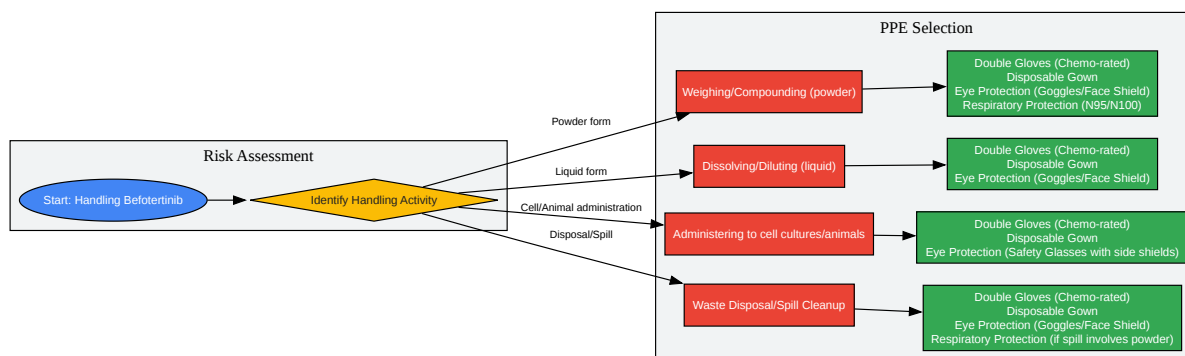 PPE Selection
Risk Assessment
Start: Handling Befotertinib
Identify Handling Activity
Powder form
Liquid form
Cell/Animal administration
Disposal/Spill
Weighing/Compounding (powder)
Double Gloves (Chemo-rated)
Disposable Gown
Eye Protection (Goggles/Face Shield)
Respiratory Protection (N95/N100)
Dissolving/Diluting (liquid)
Double Gloves (Chemo-rated)
Disposable Gown
Eye Protection (Goggles/Face Shield)
Administering to cell cultures/animals
Double Gloves (Chemo-rated)
Disposable Gown
Eye Protection (Safety Glasses with side shields)
Waste Disposal/Spill Cleanup
Double Gloves (Chemo-rated)
Disposable Gown
Eye Protection (Goggles/Face Shield)
Respiratory Protection (if spill involves powder)